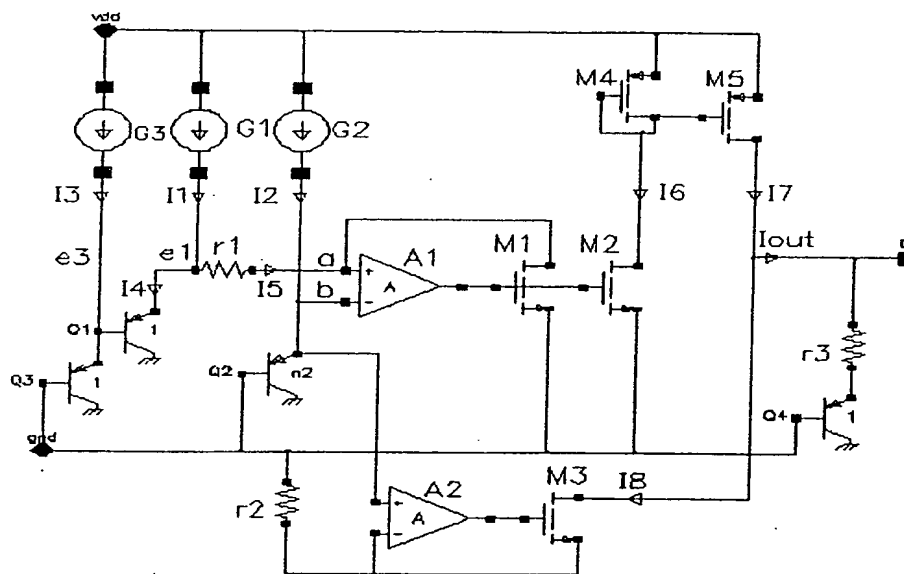 vdd
M4
M5
G3
G1
G2
I3
I1
I2
I6
I7
e3
e1
r1
a
A1
M1
M2
Iout
I4
I5
+
A
b
−
Q1
1
Q2
n2
r3
Q3
1
gnd
Q4
1
r2
A2
M3
I8
+
A
−